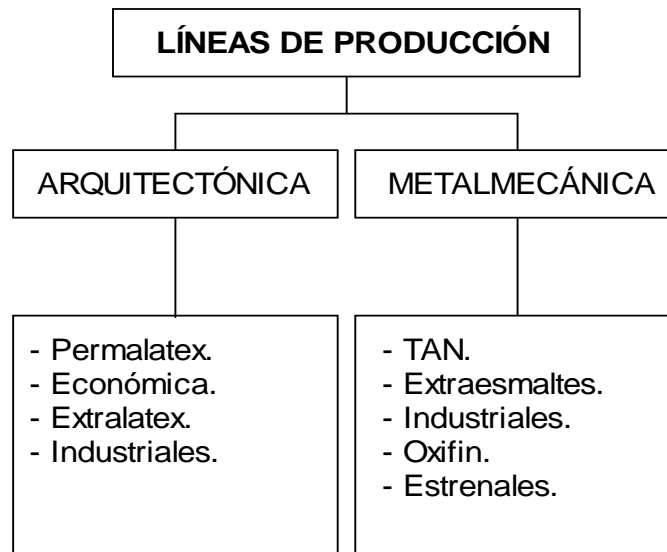 LÍNEAS DE PRODUCCIÓN
ARQUITECTÓNICA
METALMECÁNICA
- Permalatex.
- Económica.
- Extralatex.
- Industriales.
- TAN.
- Extraesmaltes.
- Industriales.
- Oxifin.
- Estrenales.